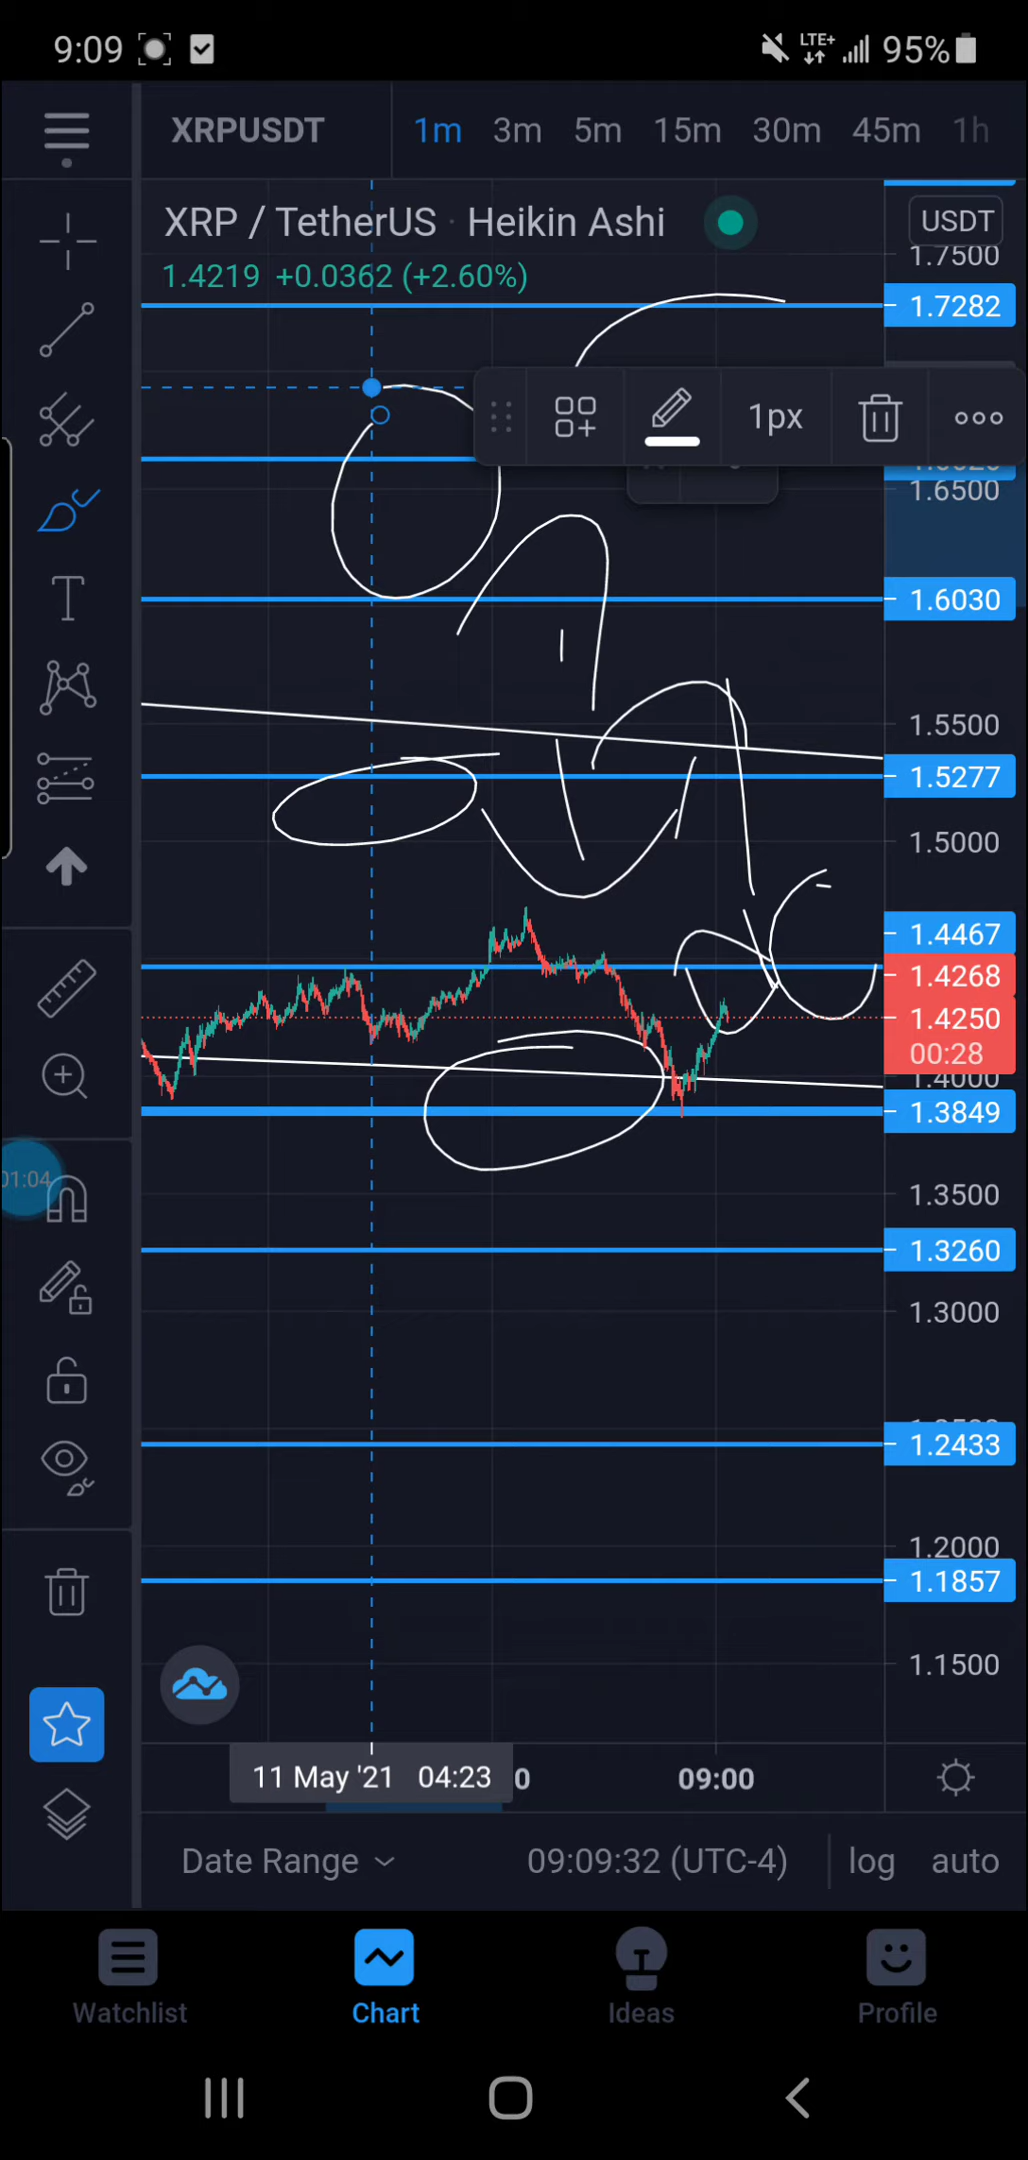 9:09 LTE+ 95%
XRPUSDT 1m 3m 5m 15m 30m 45m 1h
XRP / TetherUS · Heikin Ashi USDT
1.4219 +0.0362 (+2.60%) 1.7500
1.7282
1px
1.6500
1.6030
1.5500
1.5277
1.5000
1.4467
1.4268
1.4250
00:28
1.4000
1.3849
01:04
1.3500
1.3260
1.3000
1.2433
1.2000
1.1857
1.1500
11 May '21 04:23 0 09:00
Date Range 09:09:32 (UTC-4) log auto
Watchlist Chart Ideas Profile